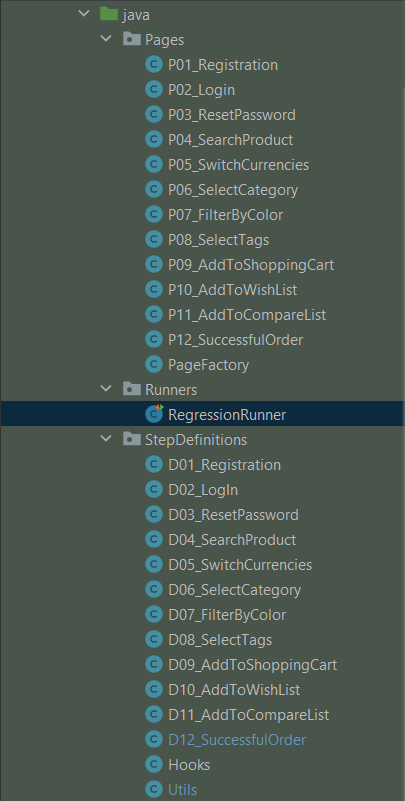 java
Pages
P01_Registration
P02_Login
P03_ResetPassword
P04_SearchProduct
P05_SwitchCurrencies
P06_SelectCategory
P07_FilterByColor
P08_SelectTags
P09_AddToShoppingCart
P10_AddToWishList
P11_AddToCompareList
P12_SuccessfulOrder
PageFactory
Runners
RegressionRunner
StepDefinitions
D01_Registration
D02_LogIn
D03_ResetPassword
D04_SearchProduct
D05_SwitchCurrencies
D06_SelectCategory
D07_FilterByColor
D08_SelectTags
D09_AddToShoppingCart
D10_AddToWishList
D11_AddToCompareList
D12_SuccessfulOrder
Hooks
Utils